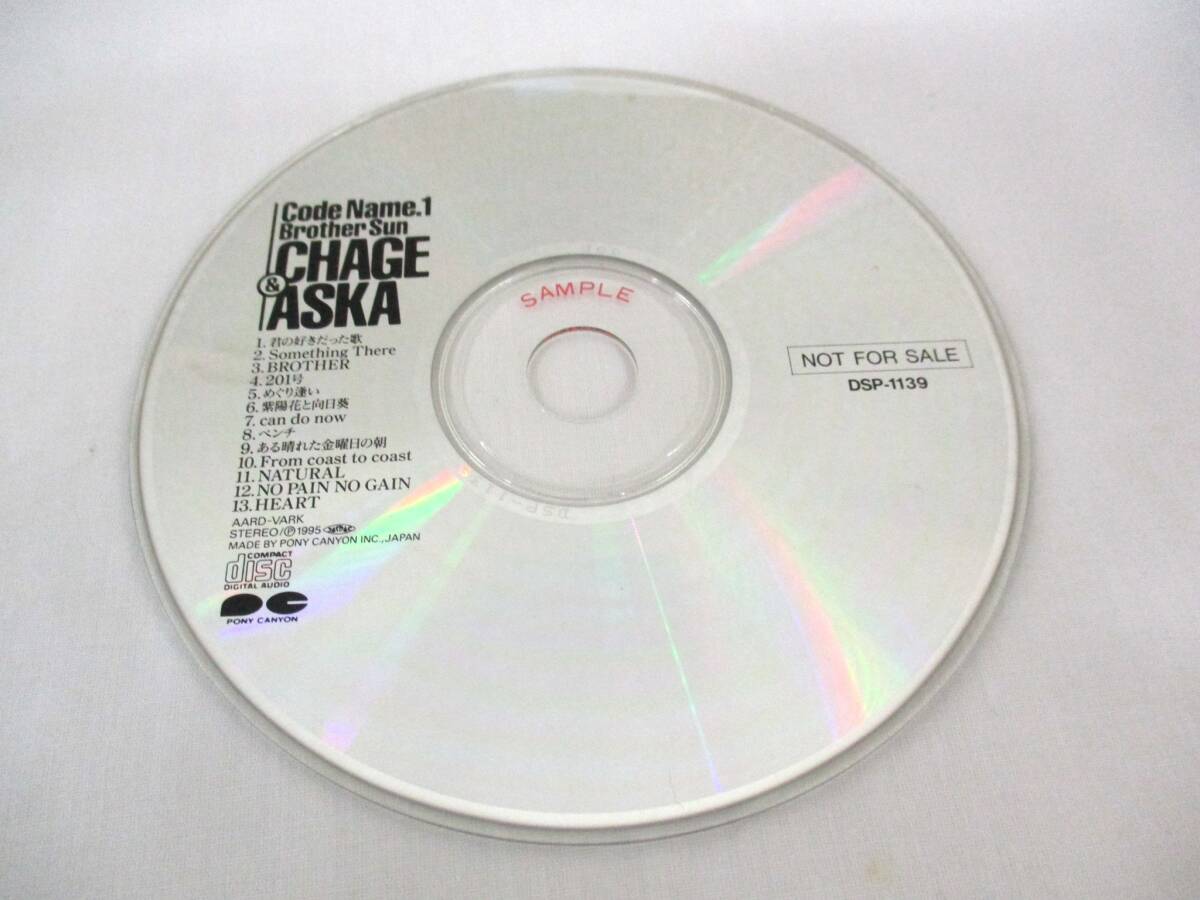 Code Name.1
Brother Sun
CHAGE
&
ASKA
1. 君の好きだった歌
2. Something There
3. BROTHER
4. 201号
5. めぐり逢い
6. 紫陽花と向日葵
7. can do now
8. ベンチ
9. ある晴れた金曜日の朝
10. From coast to coast
11. NATURAL
12. NO PAIN NO GAIN
13. HEART
AARD-VARK
STEREO/Ⓟ1995
MADE BY PONY CANYON INC.,JAPAN
COMPACT
disc
DIGITAL AUDIO
PONY CANYON
SAMPLE
NOT FOR SALE
DSP-1139